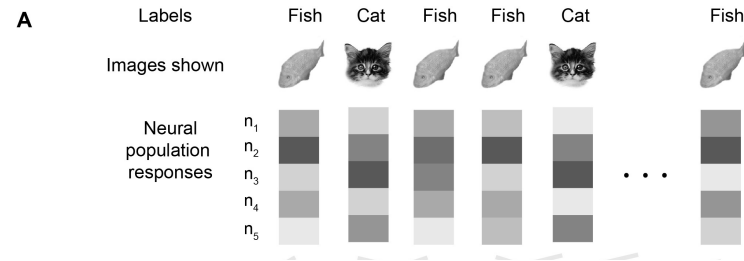 A
Labels Fish Cat Fish Fish Cat Fish
Images shown
Neural
population
responses
n1
n2
n3
n4
n5
. . .